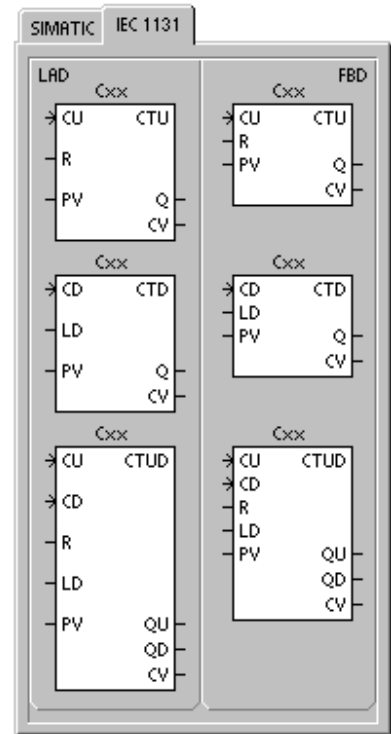 SIMATIC IEC 1131
LAD
Cxx
CU CTU
R
PV Q
CV
Cxx
CD CTD
LD
PV Q
CV
Cxx
CU CTUD
CD
R
LD
PV QU
QD
CV
FBD
Cxx
CU CTU
R
PV Q
CV
Cxx
CD CTD
LD
PV Q
CV
Cxx
CU CTUD
CD
R
LD
PV QU
QD
CV